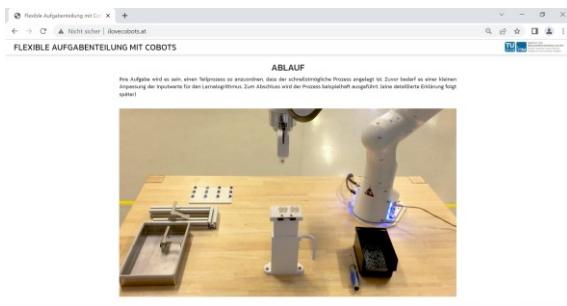 Flexible Aufgabenteilung mit Co
Nicht sicher | ilovecobots.at
FLEXIBLE AUFGABENTEILUNG MIT COBOTS
TU
ABLAUF
Ihre Aufgabe wird es sein, einen Teilprozess so anzuordnen, dass der schnellstmögliche Prozess angelegt ist. Zuvor bedarf es einer kleinen
Anpassung der Inputwerte für den Lernalogrithmus. Zum Abschluss wird der Prozess beispielhaft ausgeführt. (eine detaillierte Erklärung folgt
später)